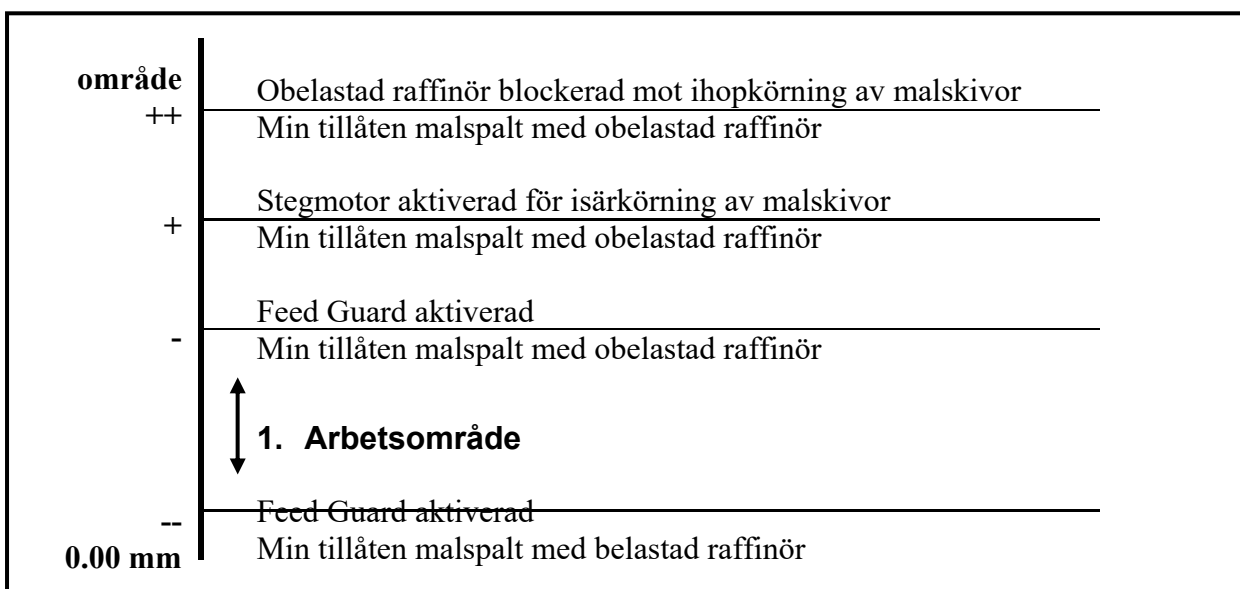 område
Obelastad raffinör blockerad mot ihopkörning av malskivor
++
Min tillåten malspalt med obelastad raffinör
Stegmotor aktiverad för isärkörning av malskivor
+
Min tillåten malspalt med obelastad raffinör
Feed Guard aktiverad
-
Min tillåten malspalt med obelastad raffinör
1. Arbetsområde
Feed Guard aktiverad
--
Min tillåten malspalt med belastad raffinör
0.00 mm